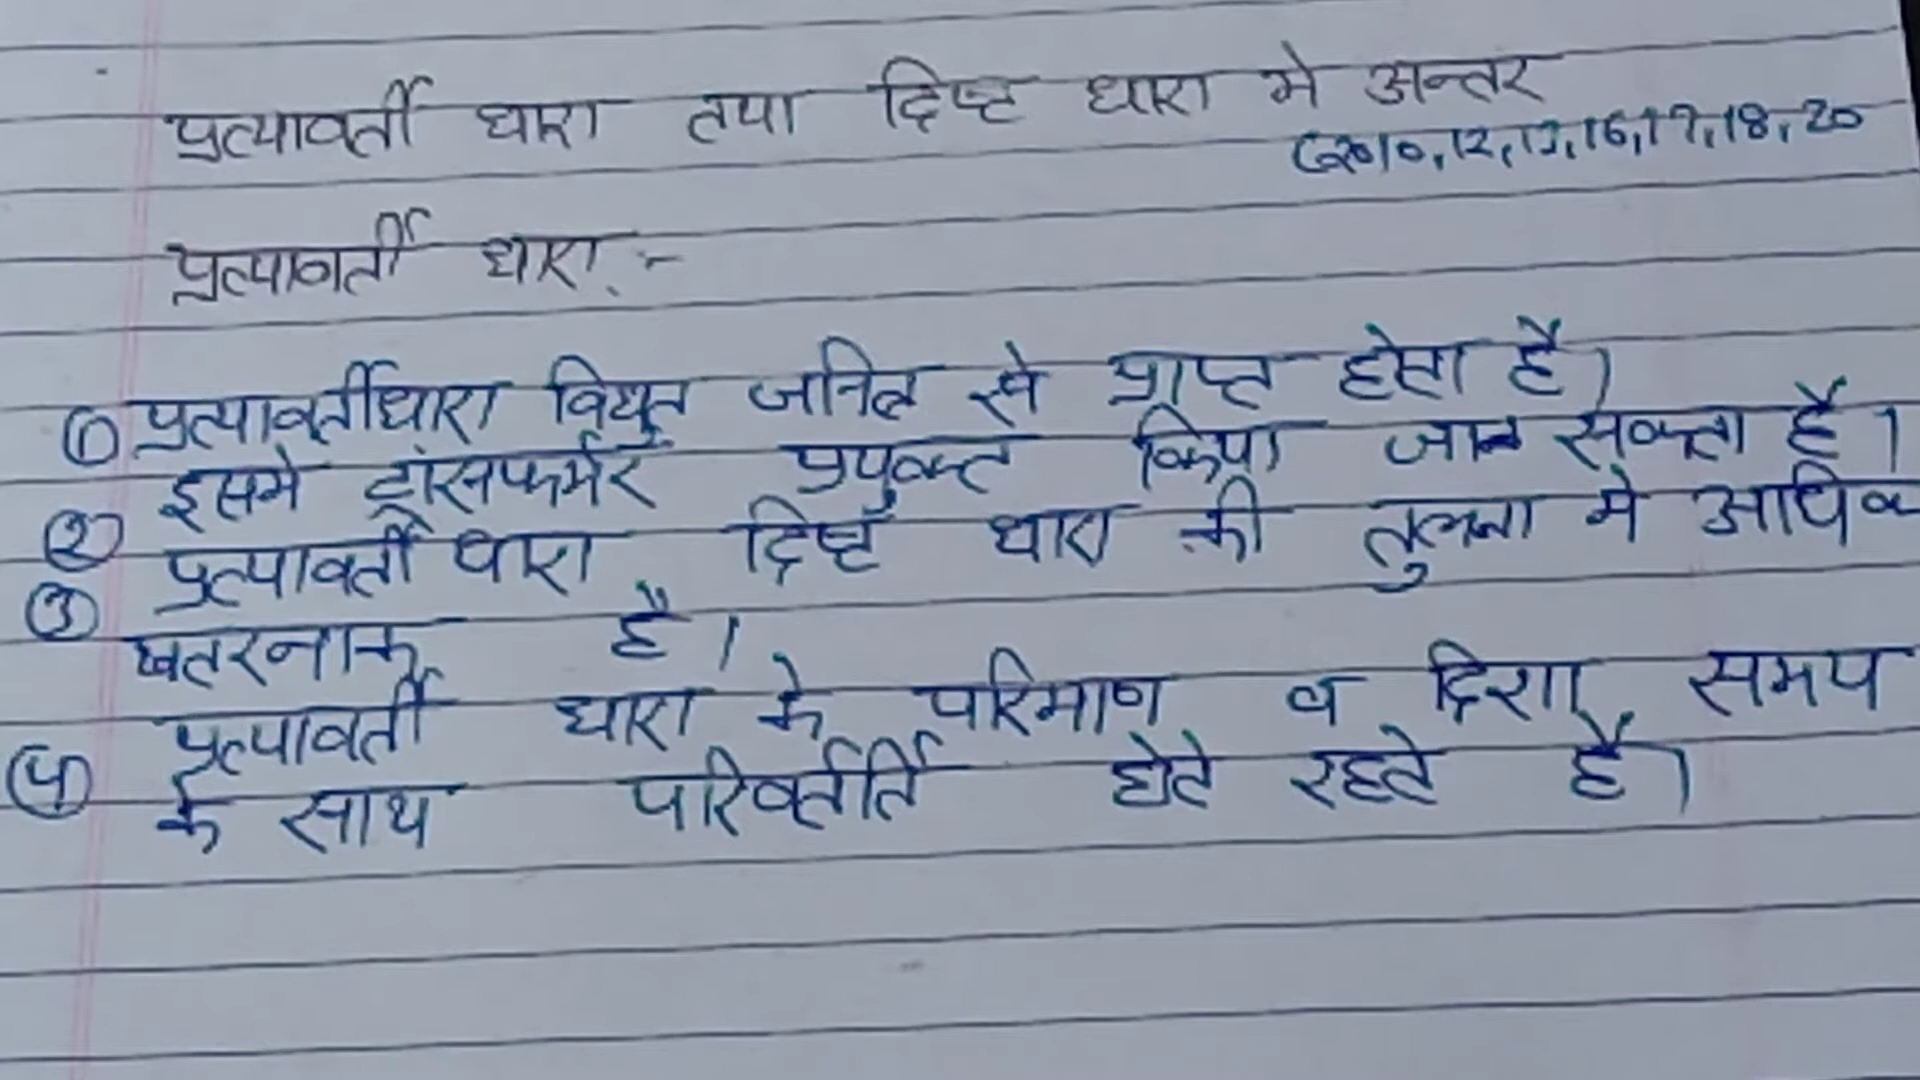 प्रत्यावर्ती धारा तथा दिष्ट धारा मे अन्तर
(2010, 12, 13, 16, 17, 18, 20
प्रत्यावर्ती धारा :-
① प्रत्यावर्ती धारा विद्युत जनित्र से प्राप्त होता है।
② इसमे ट्रांसफर्मर प्रयुक्त किया जा सकता है।
③ प्रत्यावर्ती धारा दिष्ट धारा की तुलना मे अधिक
खतरनाक है।
④ प्रत्यावर्ती धारा के परिमाण व दिशा समय
के साथ परिवर्तित होते रहते है।